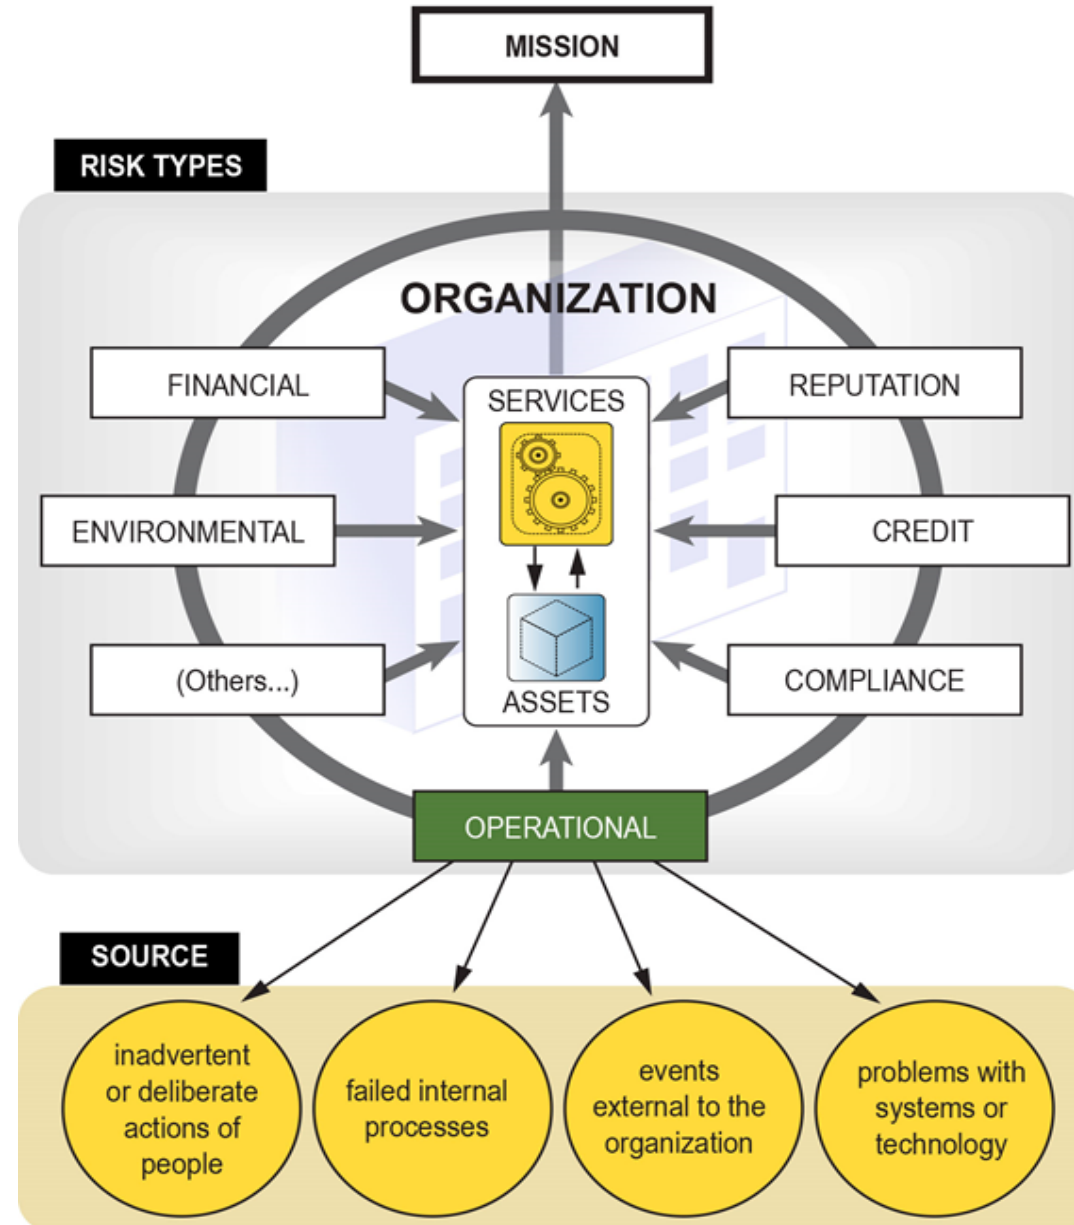 MISSION
RISK TYPES
ORGANIZATION
FINANCIAL
REPUTATION
SERVICES
ENVIRONMENTAL
CREDIT
(Others...)
COMPLIANCE
ASSETS
OPERATIONAL
SOURCE
inadvertent
or deliberate
actions of
people
failed internal
processes
events
external to the
organization
problems with
systems or
technology